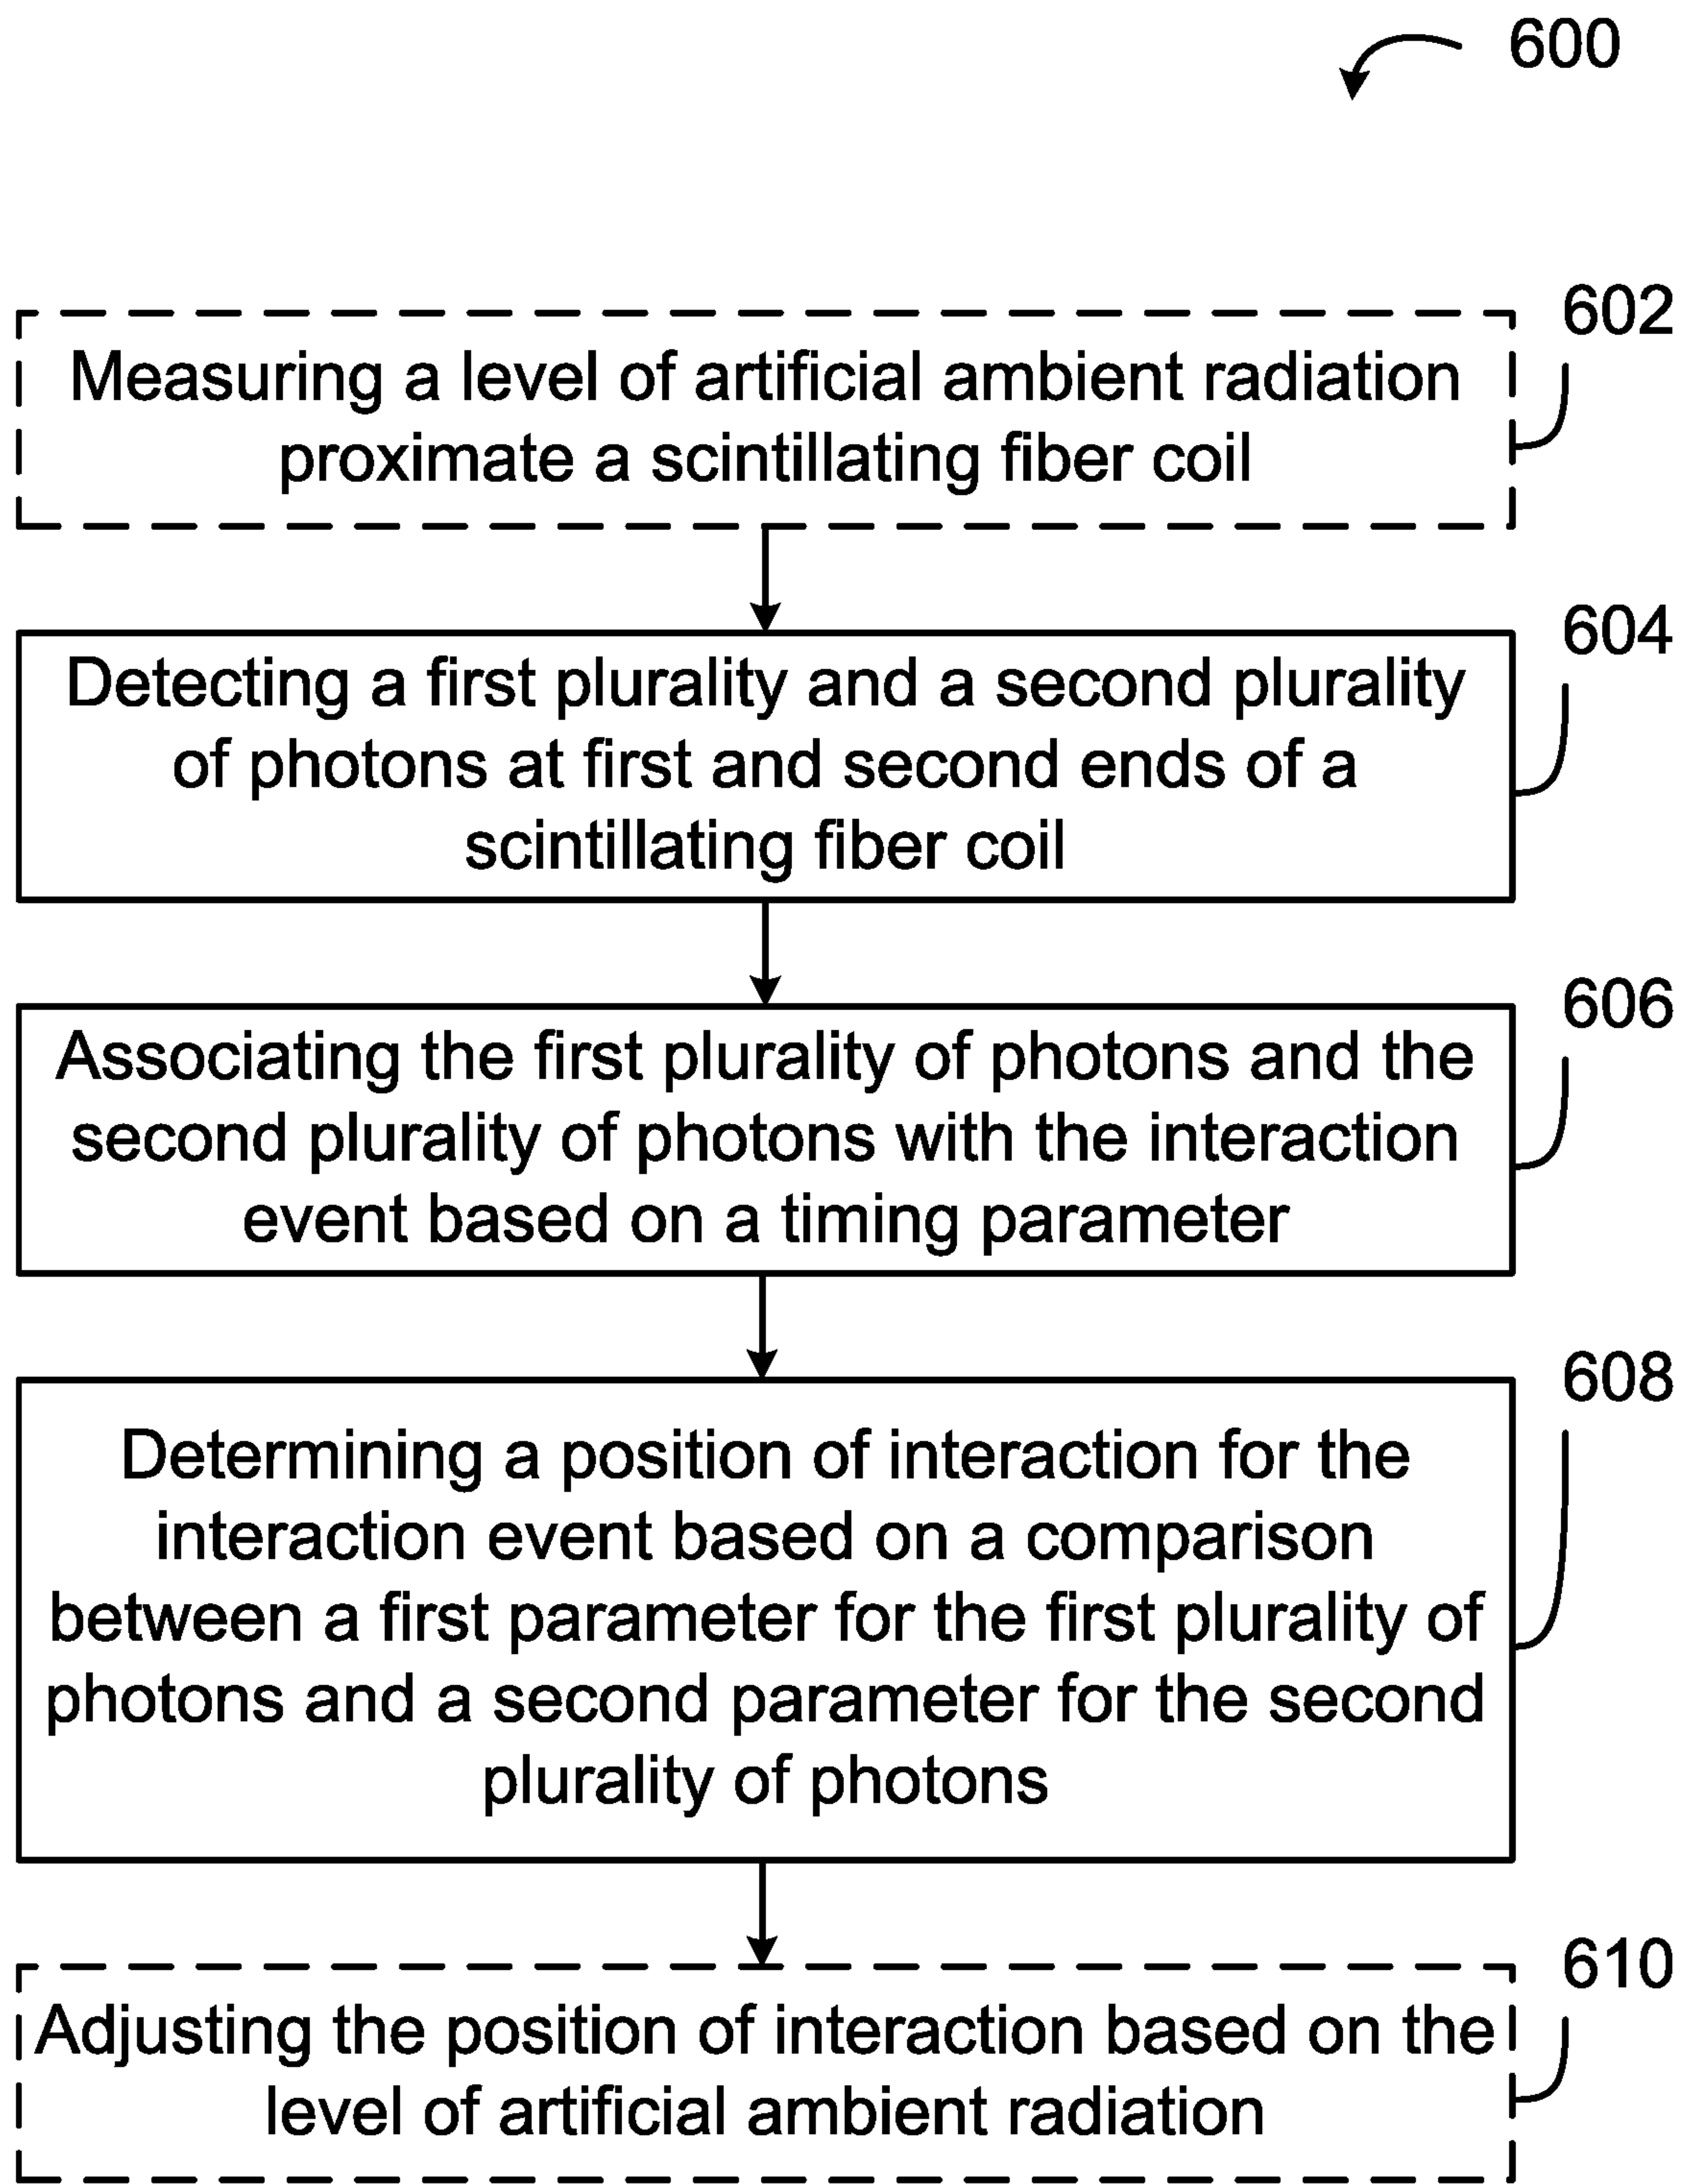 600
602
Measuring a level of artificial ambient radiation
proximate a scintillating fiber coil
604
Detecting a first plurality and a second plurality
of photons at first and second ends of a
scintillating fiber coil
606
Associating the first plurality of photons and the
second plurality of photons with the interaction
event based on a timing parameter
608
Determining a position of interaction for the
interaction event based on a comparison
between a first parameter for the first plurality of
photons and a second parameter for the second
plurality of photons
610
Adjusting the position of interaction based on the
level of artificial ambient radiation